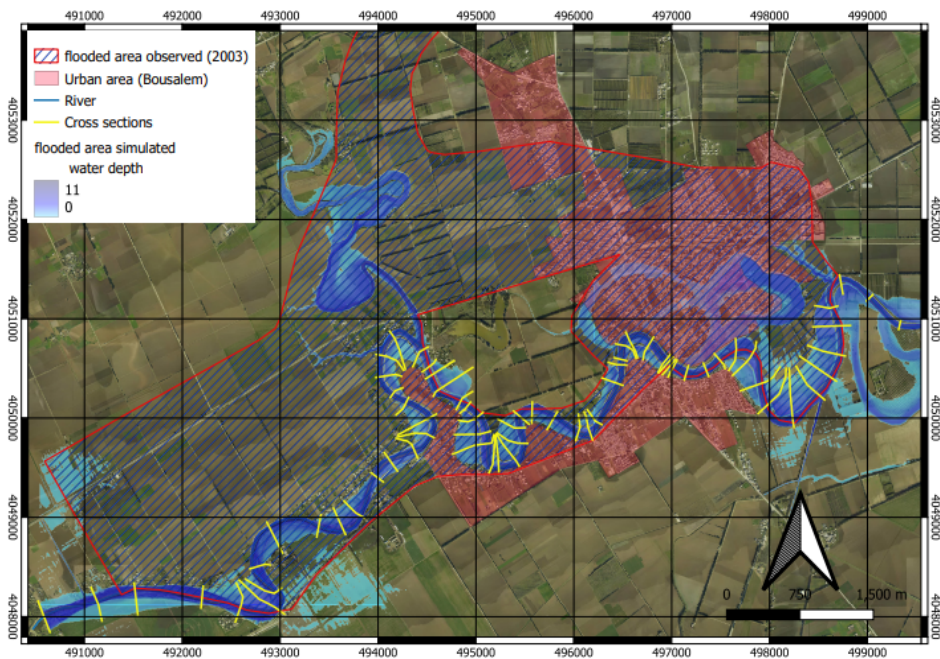 491000 492000 493000 494000 495000 496000 497000 498000 499000
flooded area observed (2003)
Urban area (Bousalem)
River
Cross sections
flooded area simulated
water depth
11
0
4053000 4053000
4052000 4052000
4051000 4051000
4050000 4050000
4049000 4049000
4048000 4048000
0 750 1,500 m
491000 492000 493000 494000 495000 496000 497000 498000 499000